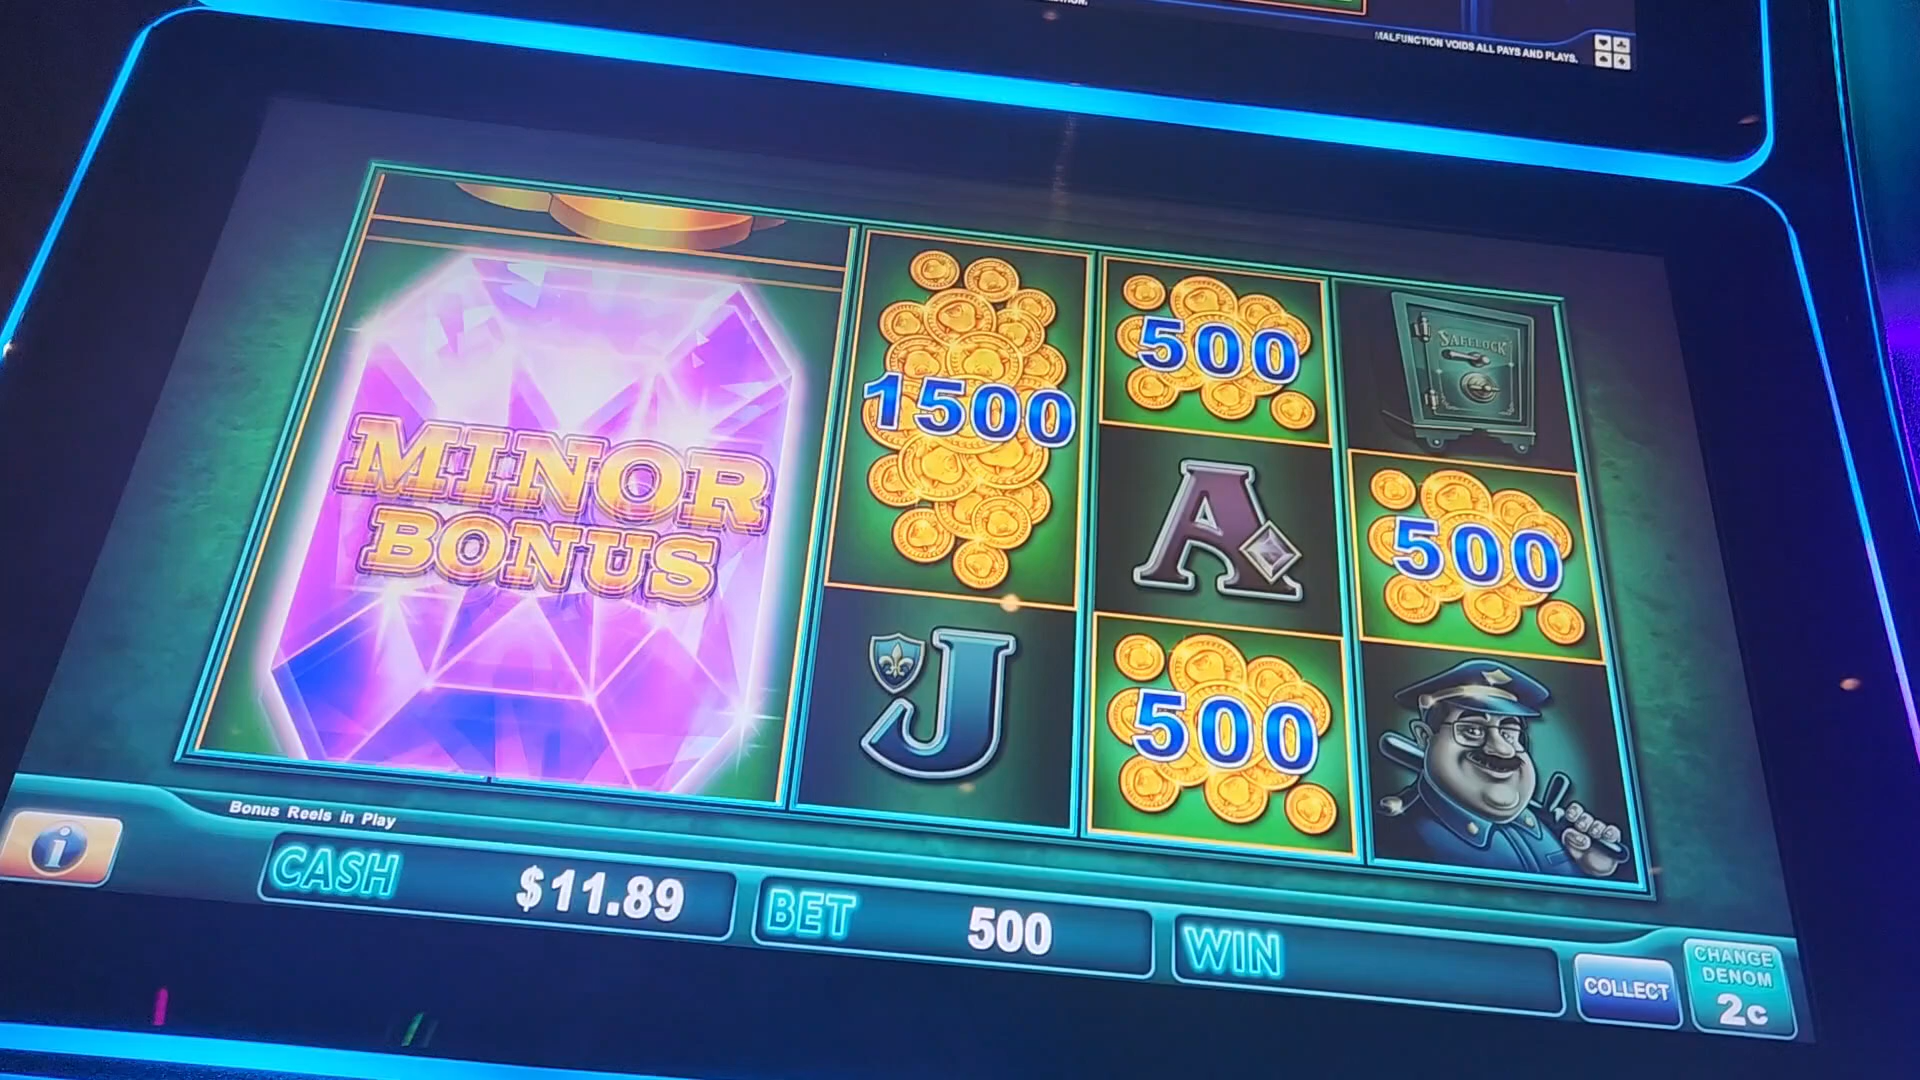 MALFUNCTION VOIDS ALL PAYS AND PLAYS.
MINOR
BONUS
1500
500
SAFELOCK
A
500
J
500
Bonus Reels in Play
i
CASH $11.89
BET 500
WIN
COLLECT
CHANGE
DENOM
2c